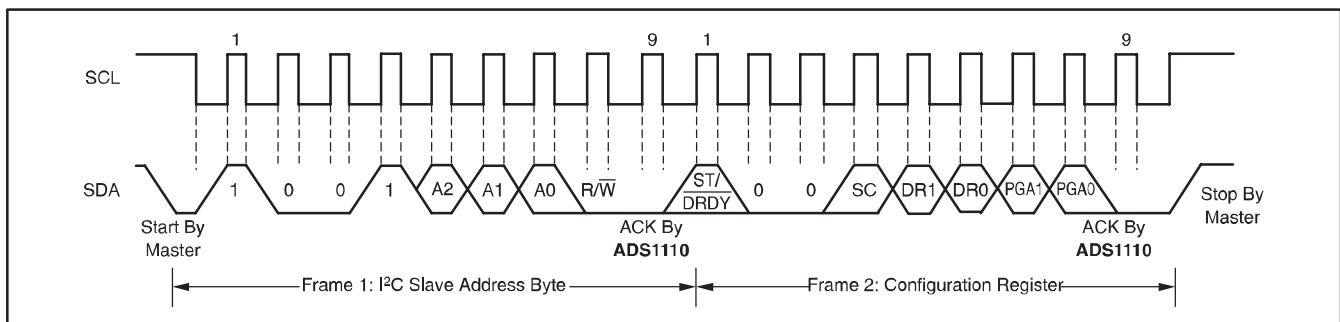 1 9 1 9
SCL
SDA 1 0 0 1 A2 A1 A0 R/W̅ ST/ 0 0 SC DR1 DR0 PGA1 PGA0
D̅R̅D̅Y̅
Start By
Master
ACK By
ADS1110
ACK By
ADS1110
Stop By
Master
Frame 1: I²C Slave Address Byte
Frame 2: Configuration Register